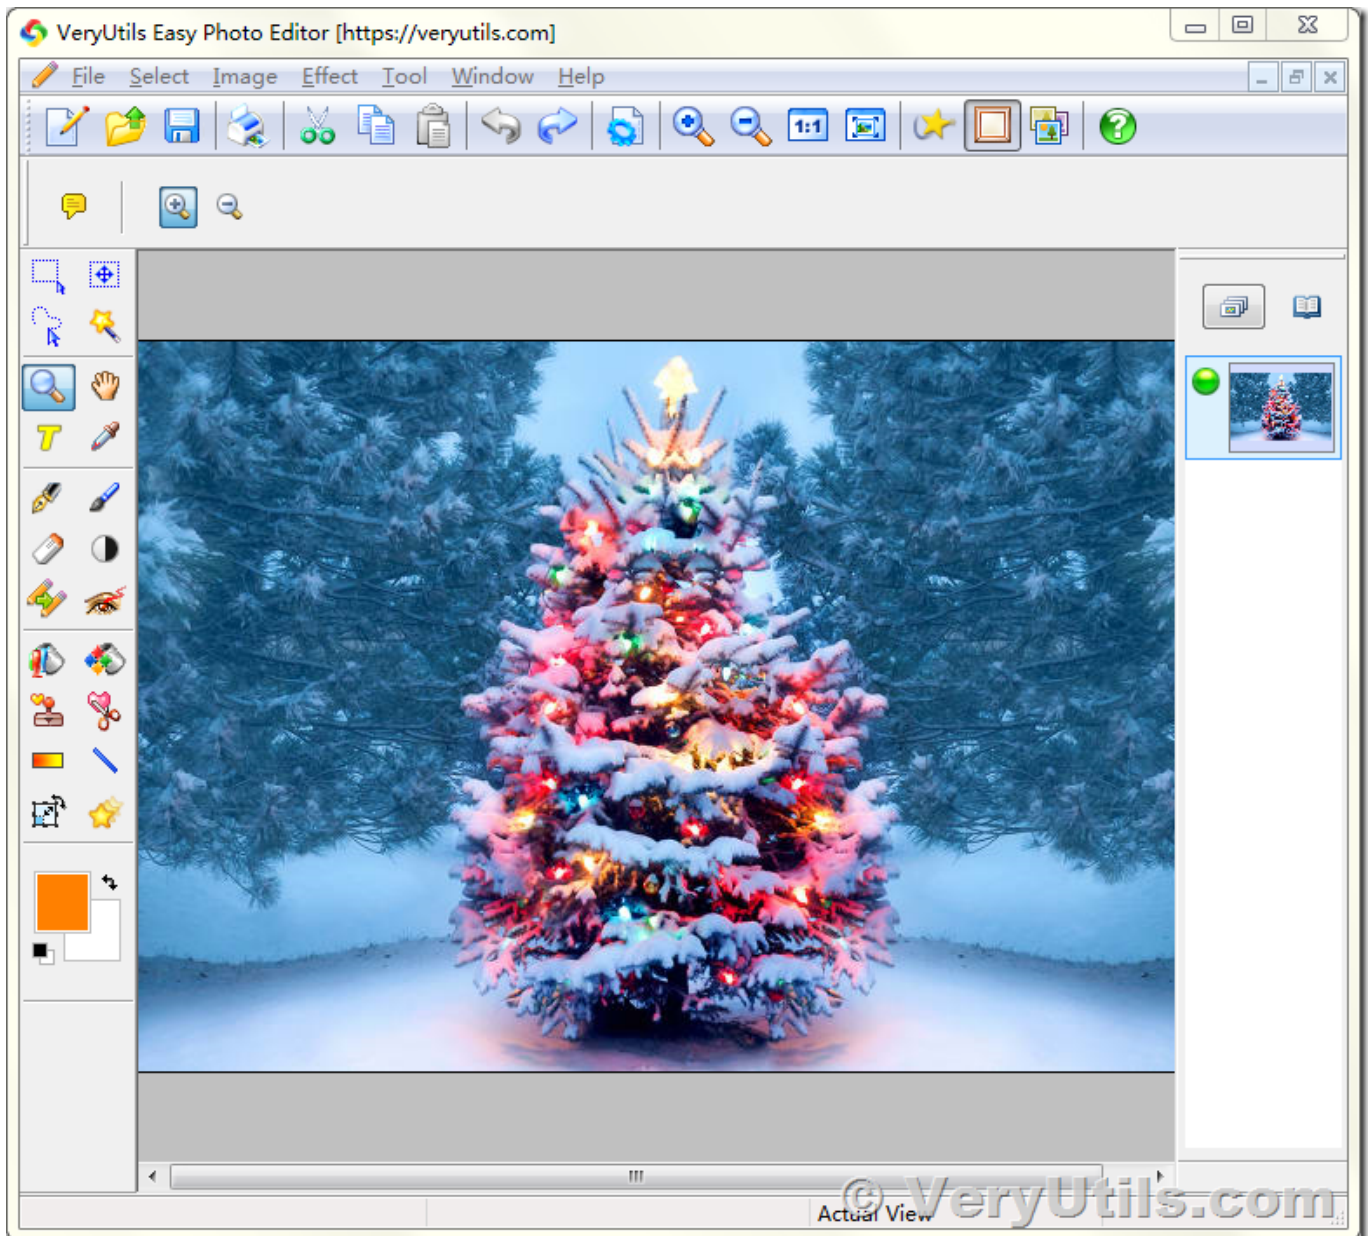 VeryUtils Easy Photo Editor [https://veryutils.com]
File Select Image Effect Tool Window Help
1:1
?
T
Actual View
© VeryUtils.com